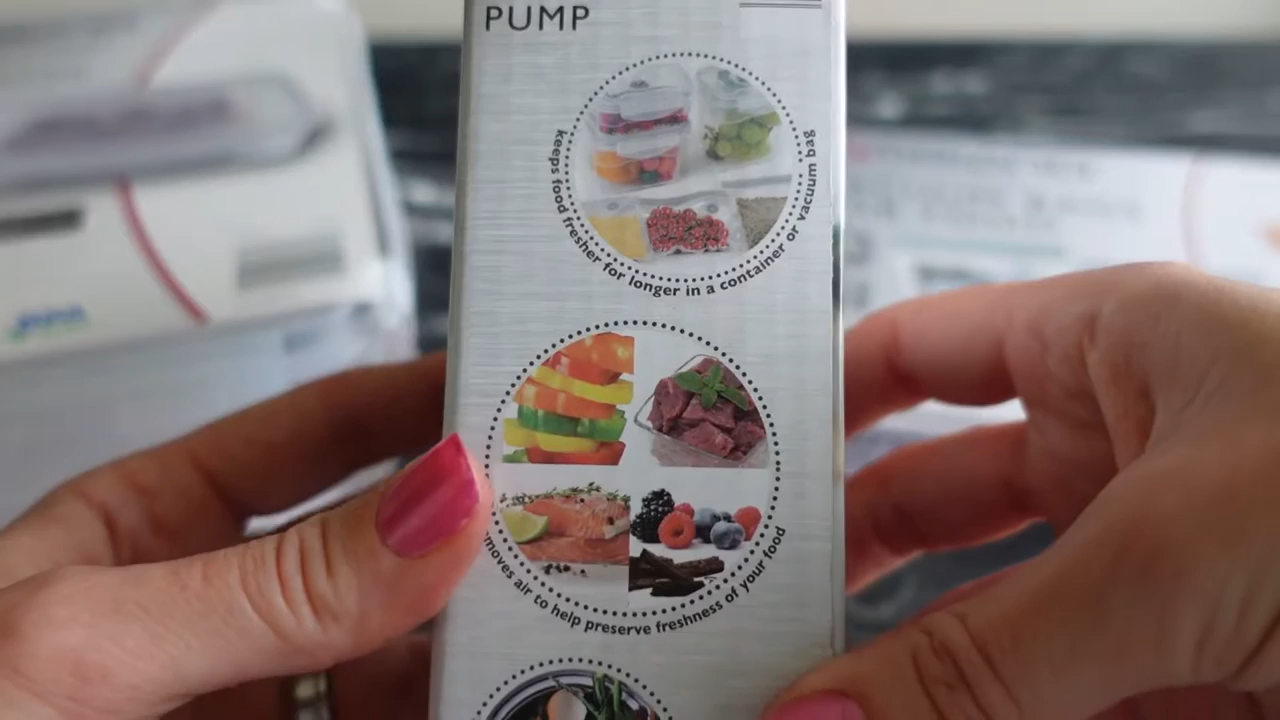 PUMP
keeps food fresher for longer in a container or vacuum bag
moves air to help preserve freshness of your food